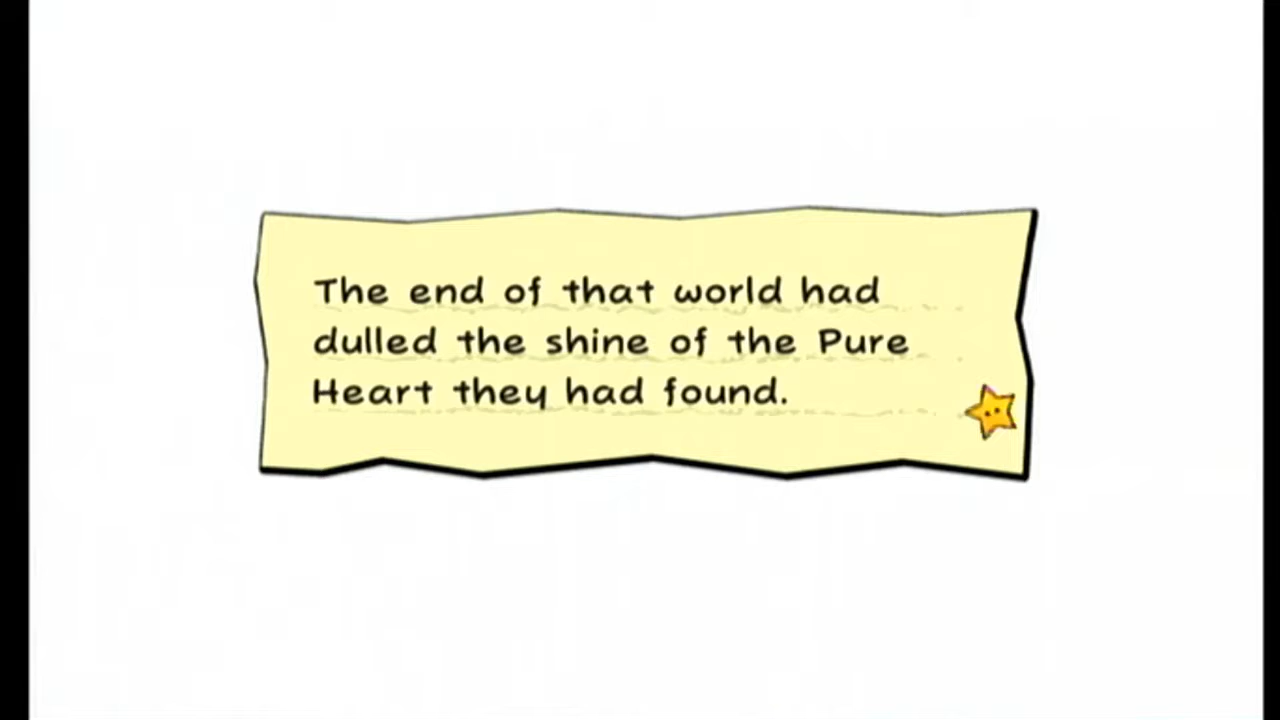 The end of that world had
dulled the shine of the Pure
Heart they had found.